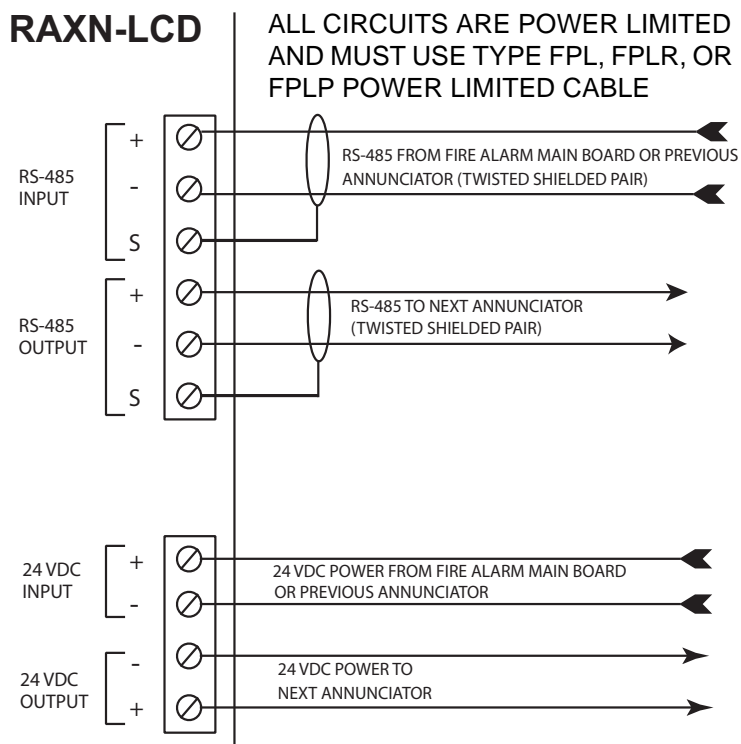 RAXN-LCD
ALL CIRCUITS ARE POWER LIMITED
AND MUST USE TYPE FPL, FPLR, OR
FPLP POWER LIMITED CABLE
RS-485
INPUT
+
-
S
RS-485 FROM FIRE ALARM MAIN BOARD OR PREVIOUS
ANNUNCIATOR (TWISTED SHIELDED PAIR)
RS-485
OUTPUT
+
-
S
RS-485 TO NEXT ANNUNCIATOR
(TWISTED SHIELDED PAIR)
24 VDC
INPUT
+
-
24 VDC POWER FROM FIRE ALARM MAIN BOARD
OR PREVIOUS ANNUNCIATOR
24 VDC
OUTPUT
-
+
24 VDC POWER TO
NEXT ANNUNCIATOR